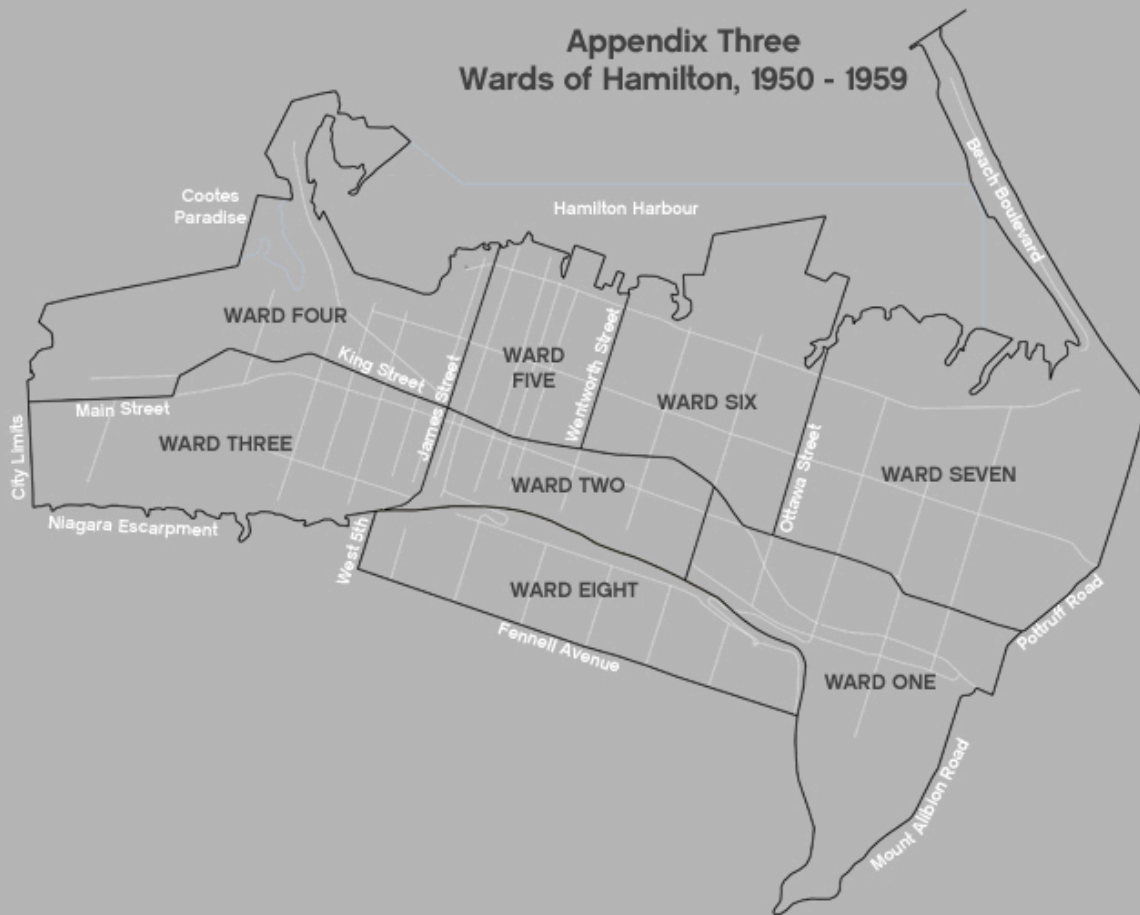 Appendix Three
Wards of Hamilton, 1950 - 1959
Beach Boulevard
Cootes
Paradise
Hamilton Harbour
WARD FOUR
King Street
James Street
WARD
FIVE
Wentworth Street
WARD SIX
Main Street
City Limits
WARD THREE
WARD TWO
Ottawa Street
WARD SEVEN
Niagara Escarpment
West 5th
WARD EIGHT
Fennell Avenue
Pottruff Road
WARD ONE
Mount Allbion Road